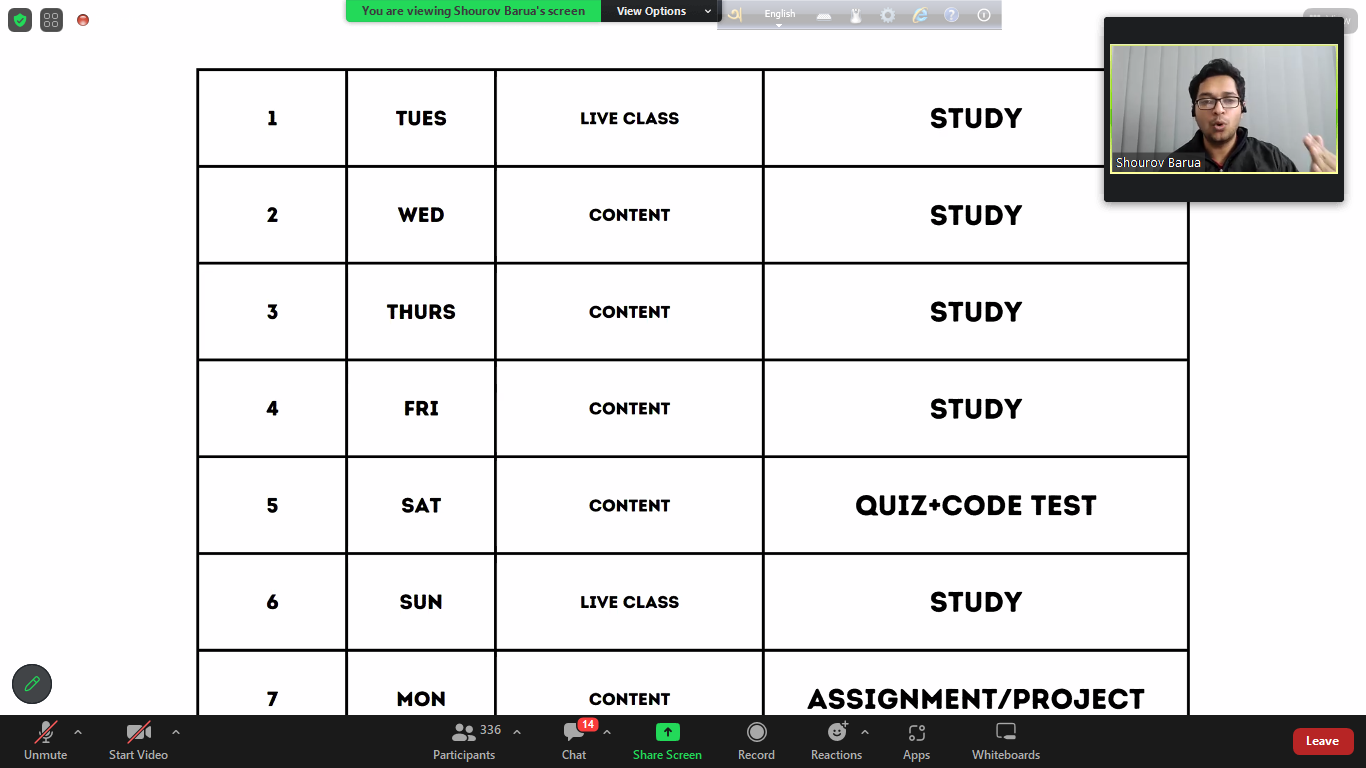 You are viewing Shourov Barua's screen
View Options
English
1 TUES LIVE CLASS STUDY
Shourov Barua
2 WED CONTENT STUDY
3 THURS CONTENT STUDY
4 FRI CONTENT STUDY
5 SAT CONTENT QUIZ+CODE TEST
6 SUN LIVE CLASS STUDY
7 MON CONTENT ASSIGNMENT/PROJECT
336
14
Unmute
Start Video
Participants
Chat
Share Screen
Record
Reactions
Apps
Whiteboards
Leave